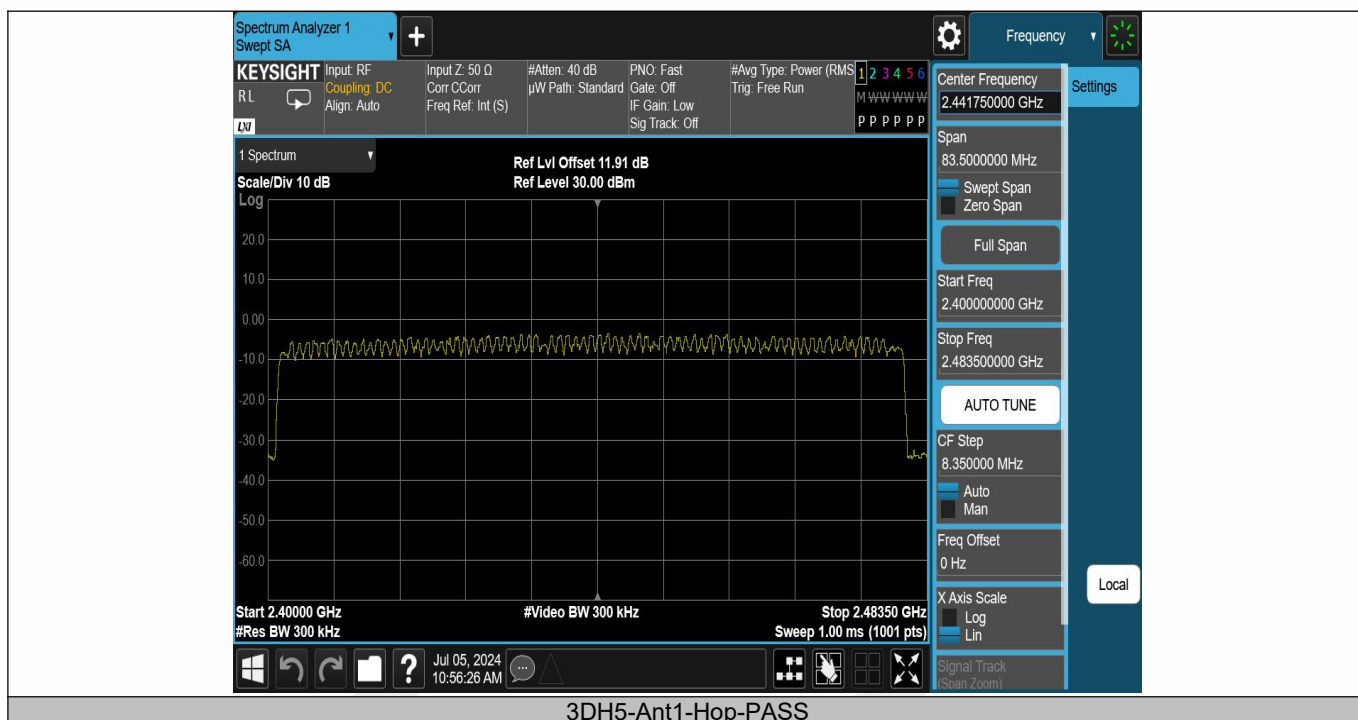 Spectrum Analyzer 1
Swept SA
Frequency
KEYSIGHT
R L
LXI
Input: RF
Coupling: DC
Align: Auto
Input Z: 50 Ω
Corr CCorr
Freq Ref: Int (S)
#Atten: 40 dB
µW Path: Standard
PNO: Fast
Gate: Off
IF Gain: Low
Sig Track: Off
#Avg Type: Power (RMS
Trig: Free Run
1 2 3 4 5 6
M W W W W W
P P P P P P
1 Spectrum
Scale/Div 10 dB
Ref Lvl Offset 11.91 dB
Ref Level 30.00 dBm
Log
20.0
10.0
0.00
-10.0
-20.0
-30.0
-40.0
-50.0
-60.0
Start 2.40000 GHz
#Res BW 300 kHz
#Video BW 300 kHz
Stop 2.48350 GHz
Sweep 1.00 ms (1001 pts)
Center Frequency
2.441750000 GHz
Settings
Span
83.5000000 MHz
Swept Span
Zero Span
Full Span
Start Freq
2.400000000 GHz
Stop Freq
2.483500000 GHz
AUTO TUNE
CF Step
8.350000 MHz
Auto
Man
Freq Offset
0 Hz
X Axis Scale
Log
Lin
Signal Track
(Span Zoom)
Local
?
Jul 05, 2024
10:56:26 AM
3DH5-Ant1-Hop-PASS